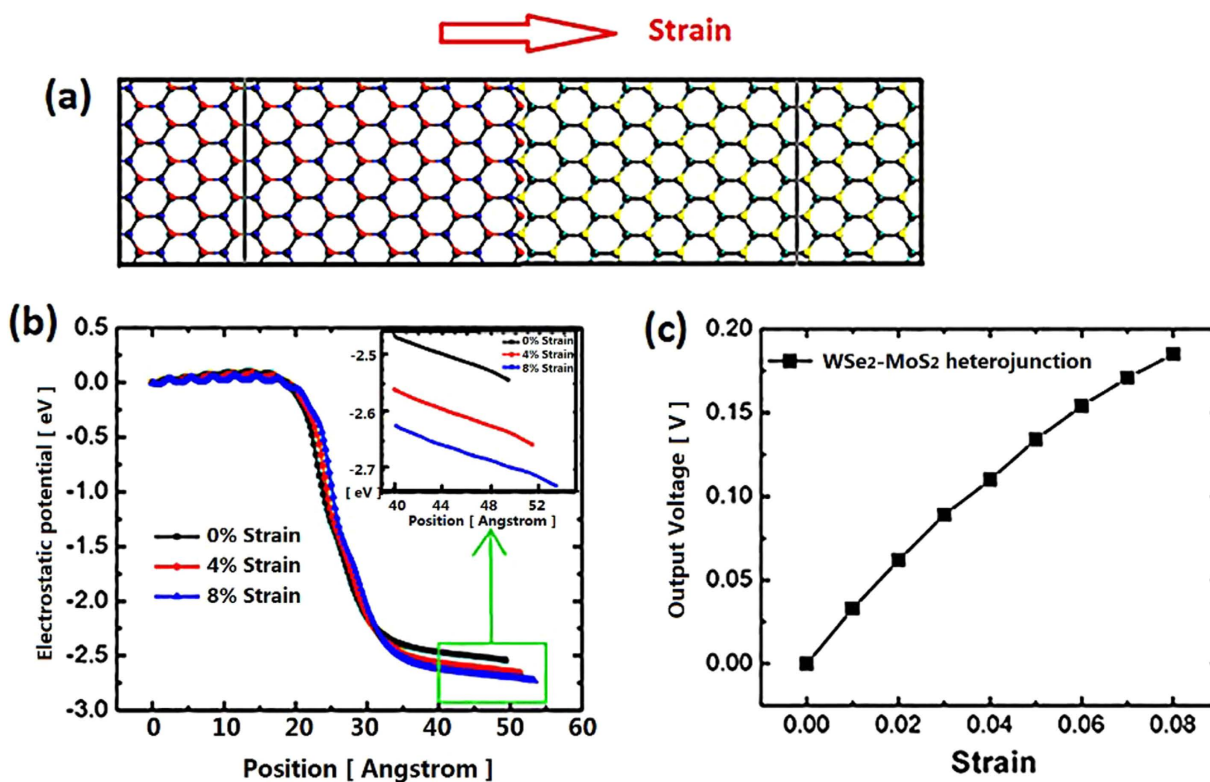 Strain
(a)
(b)
0.5
0.0
-0.5
-1.0
-1.5
-2.0
-2.5
-3.0
Electrostatic potential [ eV]
0% Strain
4% Strain
8% Strain
0 10 20 30 40 50 60
Position [ Angstrom ]
-2.5
-2.6
-2.7
[ eV]
0% Strain
4% Strain
8% Strain
40 44 48 52
Position [ Angstrom ]
(c)
0.20
0.15
0.10
0.05
0.00
Output Voltage [ V]
WSe2-MoS2 heterojunction
0.00 0.02 0.04 0.06 0.08
Strain